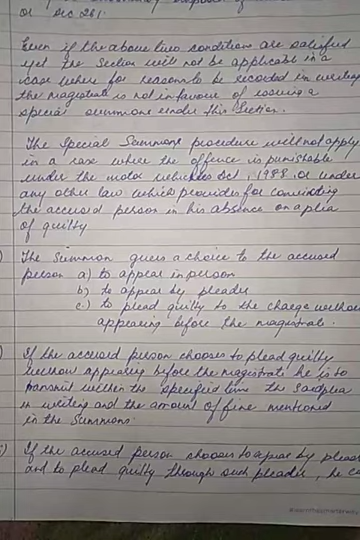 or Sec 261.
Even if the above two conditions are satisfied
yet the section will not be applicable in a
case where for reasons to be recorded in writing
the magistrate is not in favour of issuing a
special summons under this Section.
The Special Summons procedure will not apply
in a case where the offence is punishable
under the motor vehicles Act, 1988, or under
any other law which provides for convicting
the accused person in his absence on a plea
of guilty
) The Summon gives a choice to the accused
person a) to appear in person
b) to appear by pleader
c) to plead guilty to the charge without
appearing before the magistrate.
) If the accused person chooses to plead guilty
without appearing before the magistrate he is to
transmit within the specified time the said plea
in writing and the amount of fine mentioned
in the Summons.
) If the accused person chooses to appear by plead
and to plead guilty through such pleader, he ca